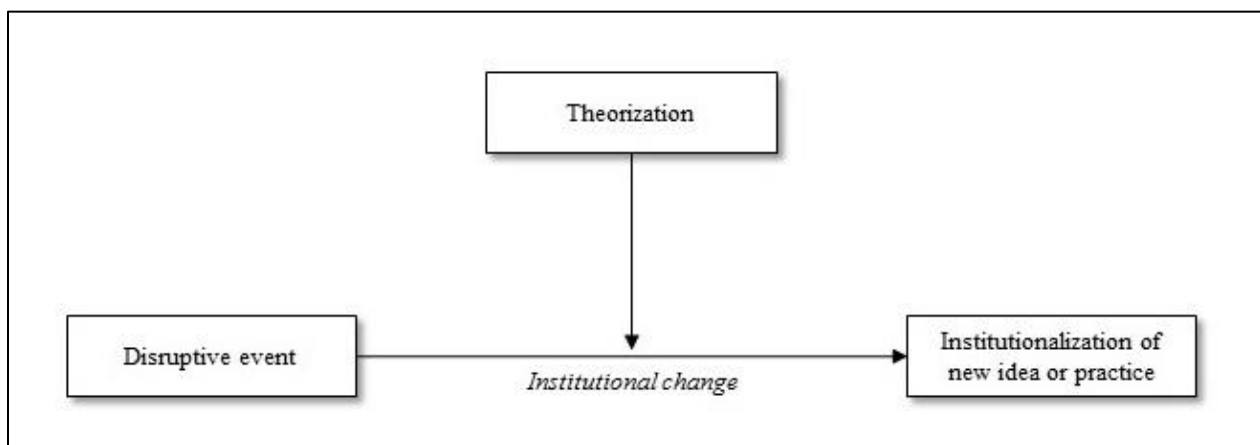 Theorization
Disruptive event
Institutional change
Institutionalization of
new idea or practice